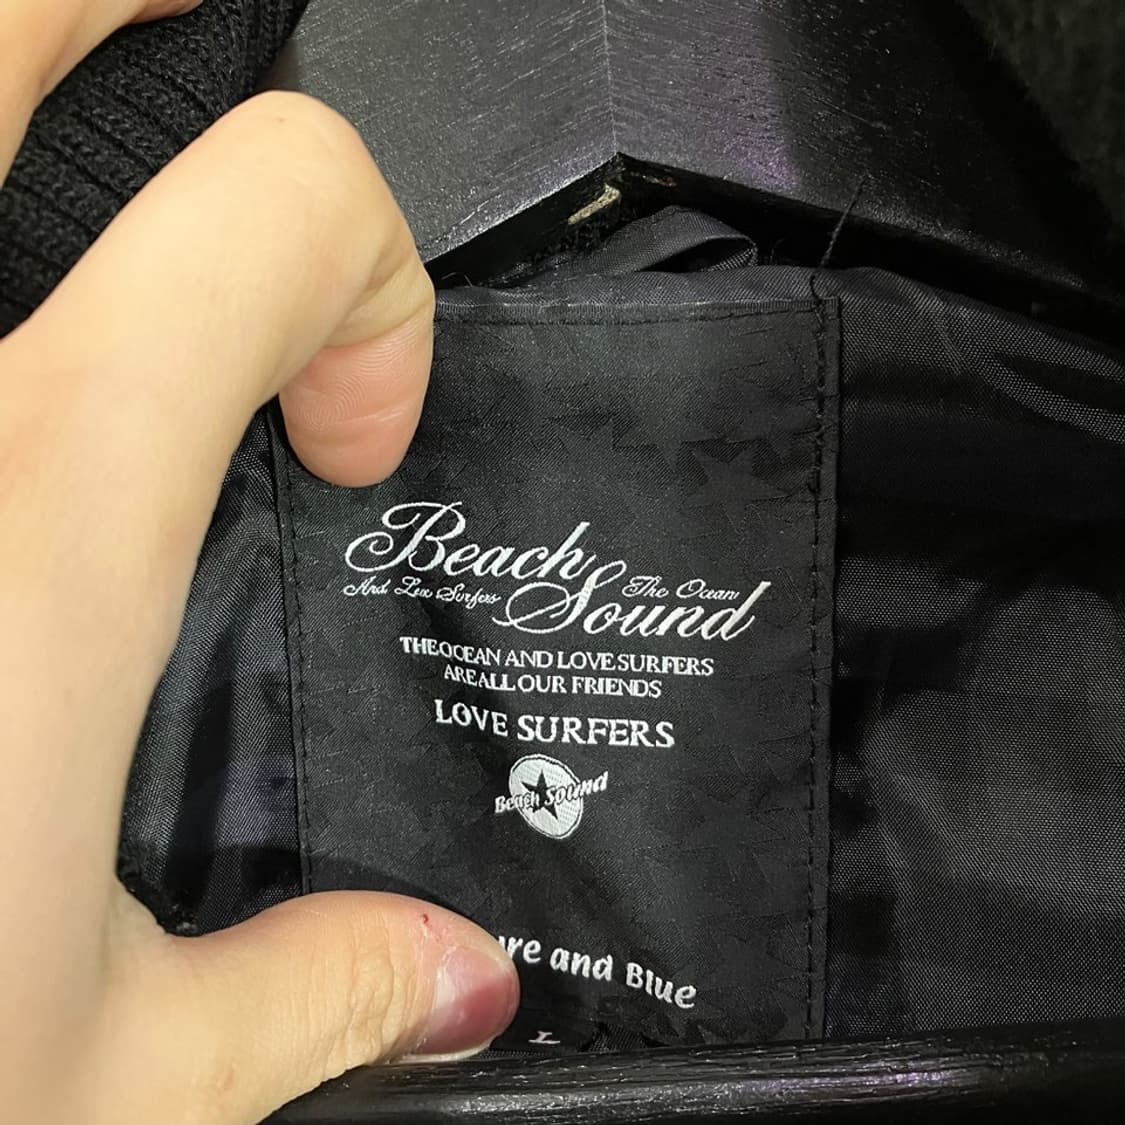 Beach
And Lox Surfers
The Ocean
Sound
THE OCEAN AND LOVE SURFERS
ARE ALL OUR FRIENDS
LOVE SURFERS
Beach Sound
and Blue
L